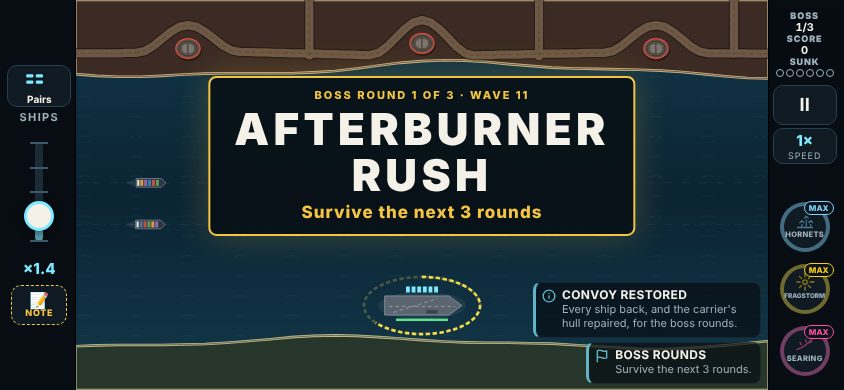 Pairs
SHIPS
×1.4
NOTE
BOSS ROUND 1 OF 3 · WAVE 11
AFTERBURNER
RUSH
Survive the next 3 rounds
CONVOY RESTORED
Every ship back, and the carrier's
hull repaired, for the boss rounds.
BOSS ROUNDS
Survive the next 3 rounds.
BOSS
1/3
SCORE
0
SUNK
1×
SPEED
MAX
HORNETS
MAX
FRAGSTORM
MAX
SEARING